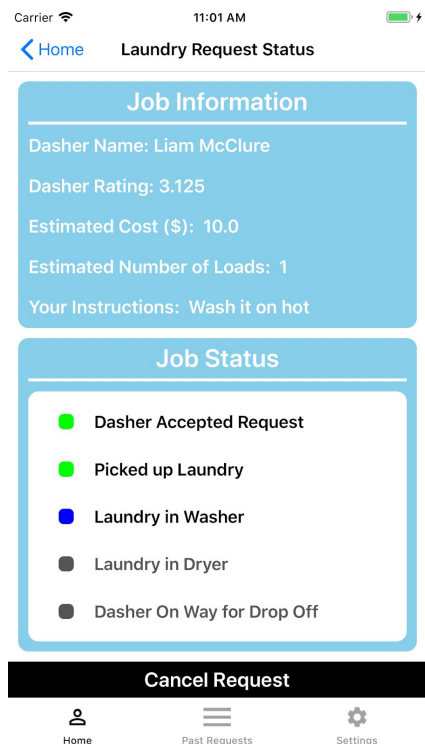 Carrier 11:01 AM
Home Laundry Request Status
Job Information
Dasher Name: Liam McClure
Dasher Rating: 3.125
Estimated Cost ($): 10.0
Estimated Number of Loads: 1
Your Instructions: Wash it on hot
Job Status
Dasher Accepted Request
Picked up Laundry
Laundry in Washer
Laundry in Dryer
Dasher On Way for Drop Off
Cancel Request
Home Past Requests Settings